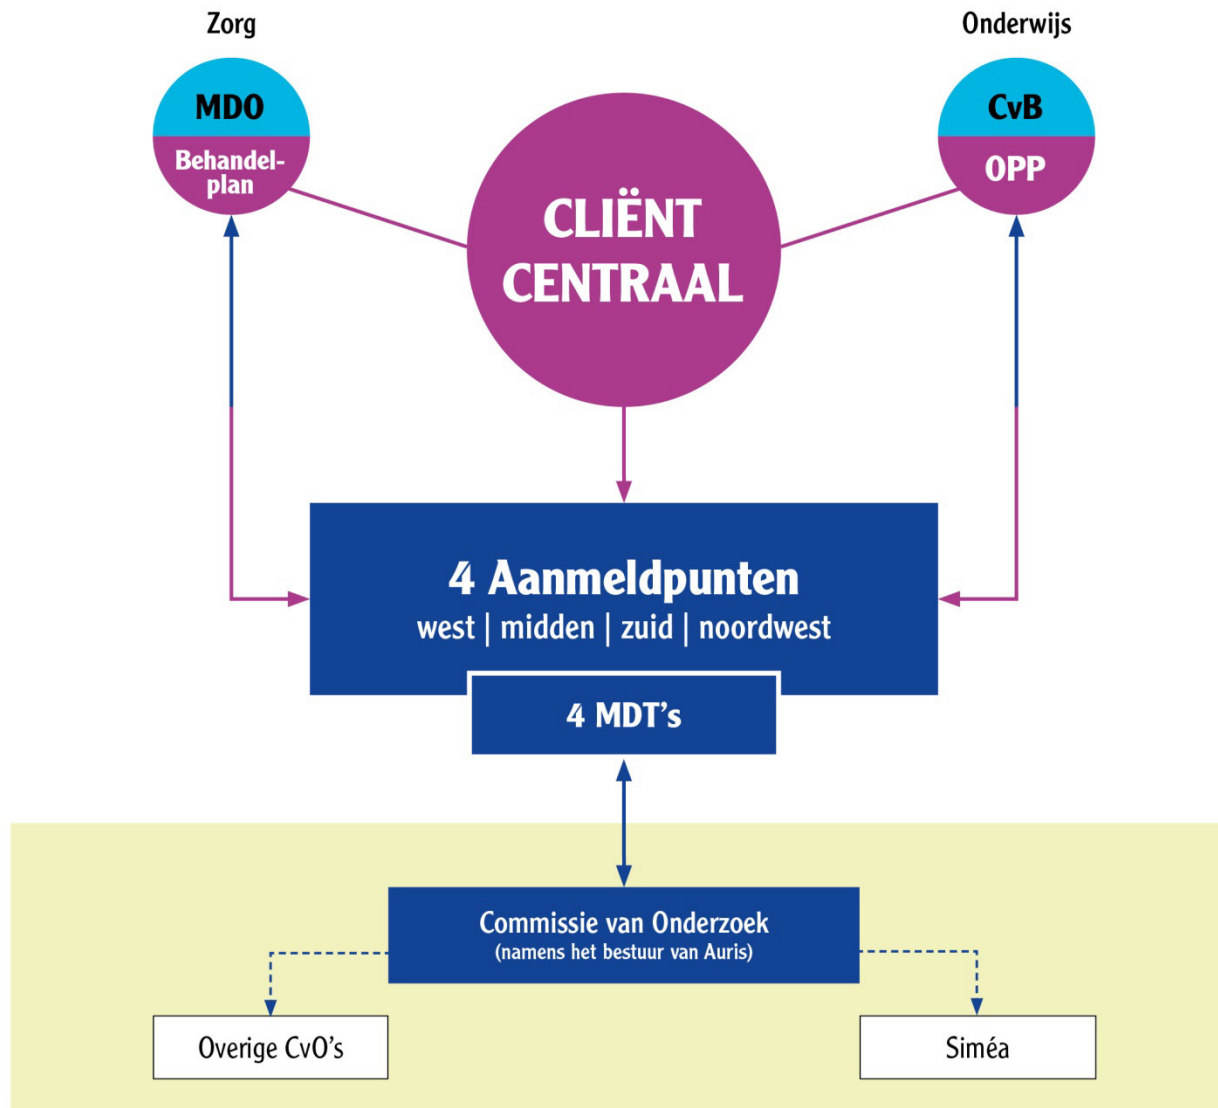 Zorg
Onderwijs
MDO
Behandel-
plan
CvB
OPP
CLIËNT
CENTRAAL
4 Aanmeldpunten
west | midden | zuid | noordwest
4 MDT's
Commissie van Onderzoek
(namens het bestuur van Auris)
Overige CvO's
Siméa